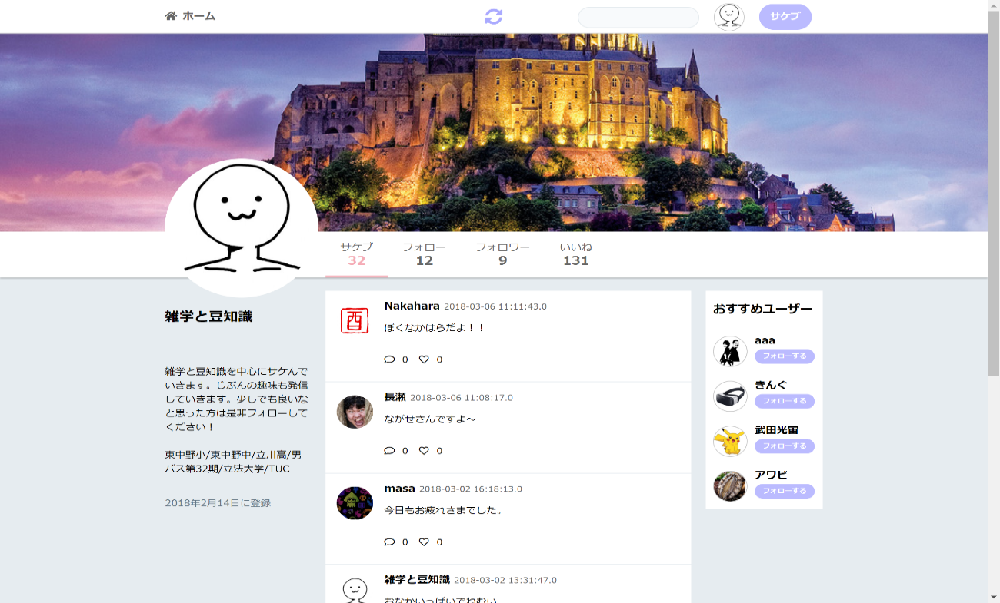 ホーム
サケブ
サケブ フォロー フォロワー いいね
32 12 9 131
雑学と豆知識
雑学と豆知識を中心にサケんで
いきます。じぶんの趣味も発信
していきます。少しでも良いな
と思った方は是非フォローして
ください！
東中野小/東中野中/立川高/男
バス第32期/立法大学/TUC
2018年2月14日に登録
酉
Nakahara 2018-03-06 11:11:43.0
ぼくなかはらだよ！！
0 0
長瀬 2018-03-06 11:08:17.0
ながせさんですよ～
0 0
masa 2018-03-02 16:18:13.0
今日もお疲れさまでした。
0 0
雑学と豆知識 2018-03-02 13:31:47.0
おなかいっぱいでねむい
おすすめユーザー
aaa
フォローする
きんぐ
フォローする
武田光宙
フォローする
アワビ
フォローする